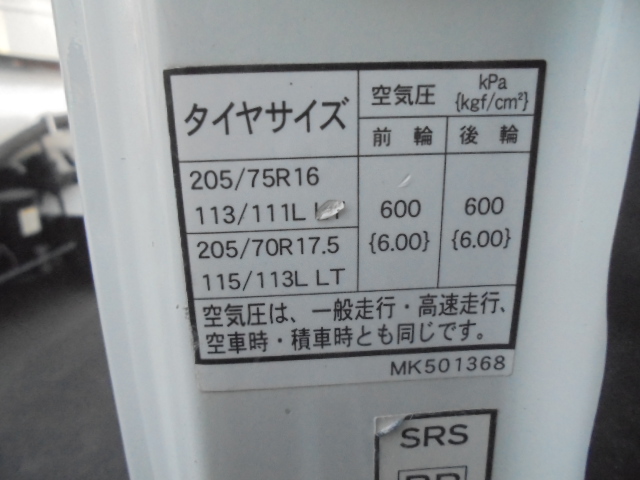 タイヤサイズ 空気圧 kPa
{kgf/cm²}
前輪 後輪
205/75R16
113/111L
600 600
{6.00} {6.00}
205/70R17.5
115/113L LT
空気圧は、一般走行・高速走行、
空車時・積車時とも同じです。
MK501368
SRS